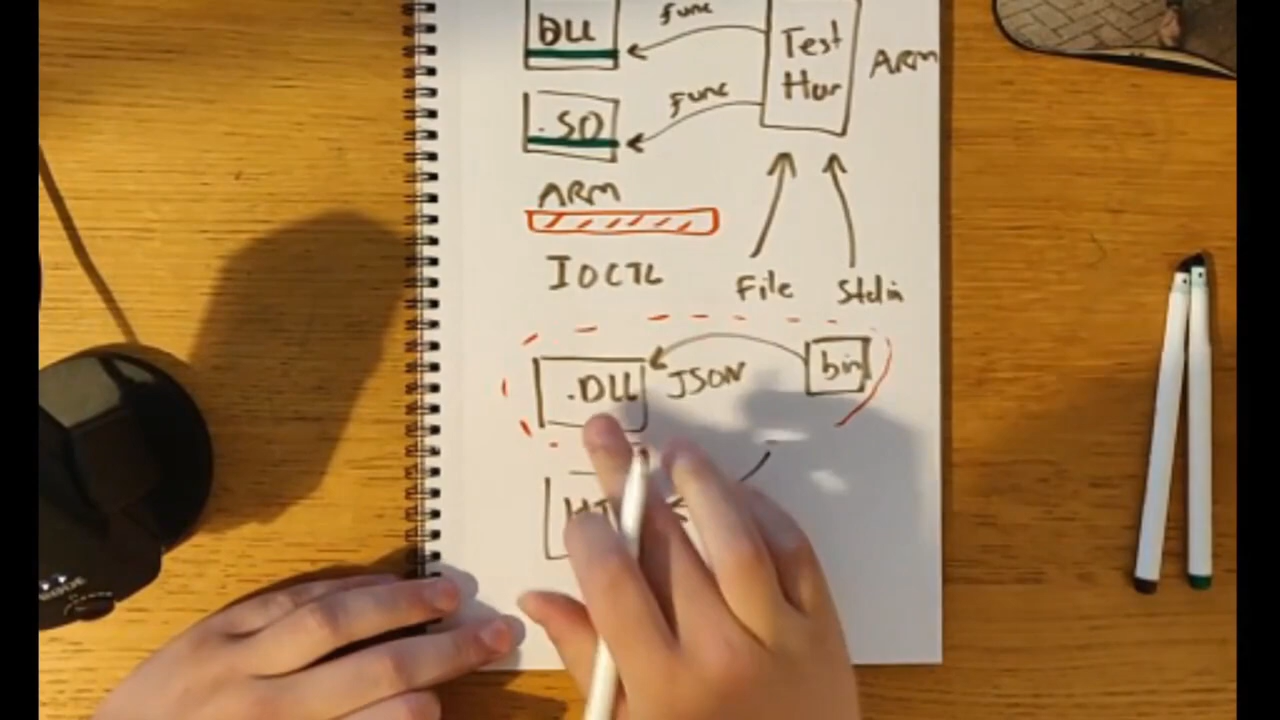 DLL
func
Test
Har
ARM
func
.SO
ARM
IOCTL
File
Stdin
.DLL
JSON
bin